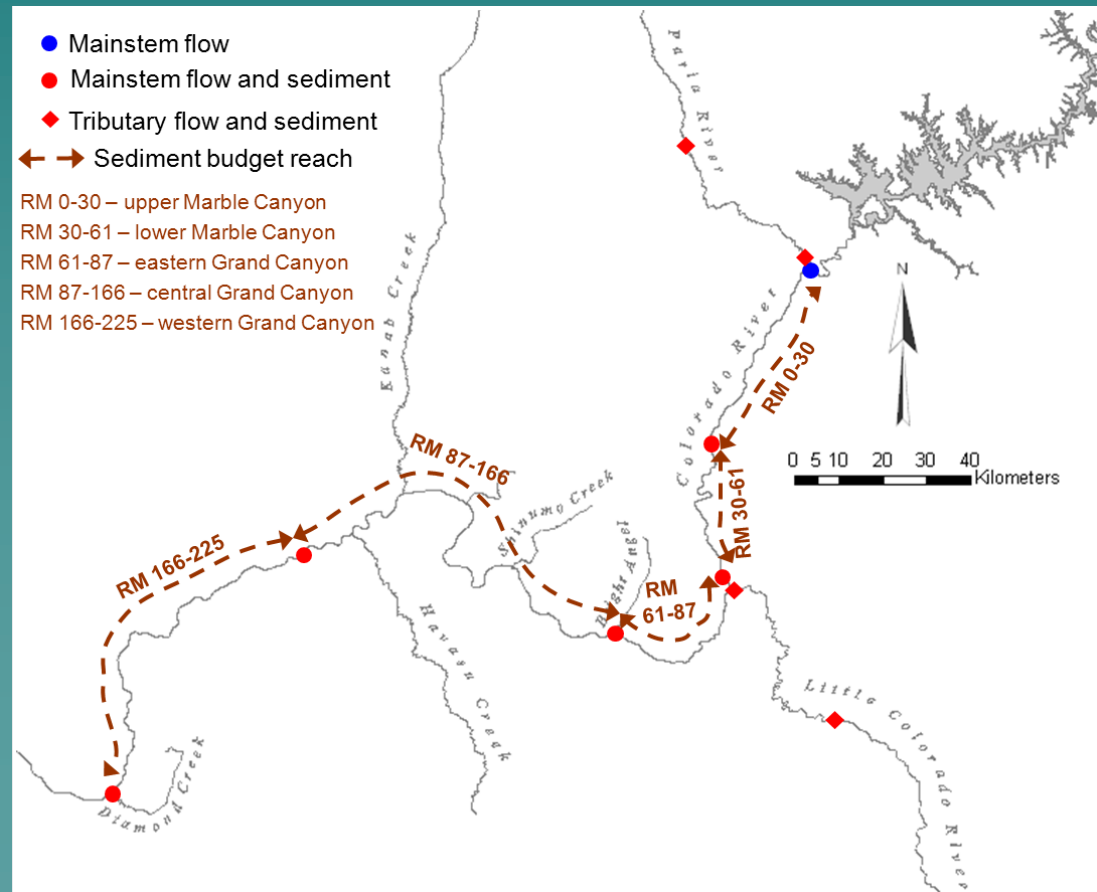 Mainstem flow
Mainstem flow and sediment
Tributary flow and sediment
Sediment budget reach
RM 0-30 – upper Marble Canyon
RM 30-61 – lower Marble Canyon
RM 61-87 – eastern Grand Canyon
RM 87-166 – central Grand Canyon
RM 166-225 – western Grand Canyon
Paria River
Kanab Creek
N
Colorado River
RM 0-30
0 5 10 20 30 40
Kilometers
RM 87-166
RM 30-61
Shinumo Creek
Bright Angel
RM 166-225
RM
61-87
Havasu Creek
Little Colorado River
Diamond Creek